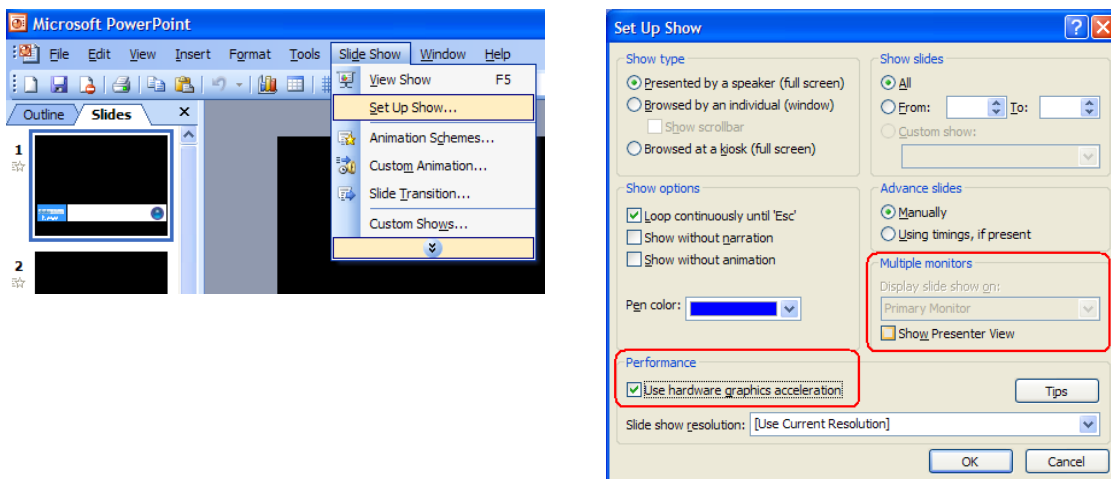 Microsoft PowerPoint
File Edit View Insert Format Tools Slide Show Window Help
View Show F5
Outline Slides
Set Up Show...
1
Animation Schemes...
Custom Animation...
Slide Transition...
Custom Shows...
2
Set Up Show
Show type
Presented by a speaker (full screen)
Browsed by an individual (window)
Show scrollbar
Browsed at a kiosk (full screen)
Show slides
All
From: To:
Custom show:
Show options
Loop continuously until 'Esc'
Show without narration
Show without animation
Pen color:
Advance slides
Manually
Using timings, if present
Multiple monitors
Display slide show on:
Primary Monitor
Show Presenter View
Performance
Use hardware graphics acceleration
Tips
Slide show resolution: [Use Current Resolution]
OK Cancel